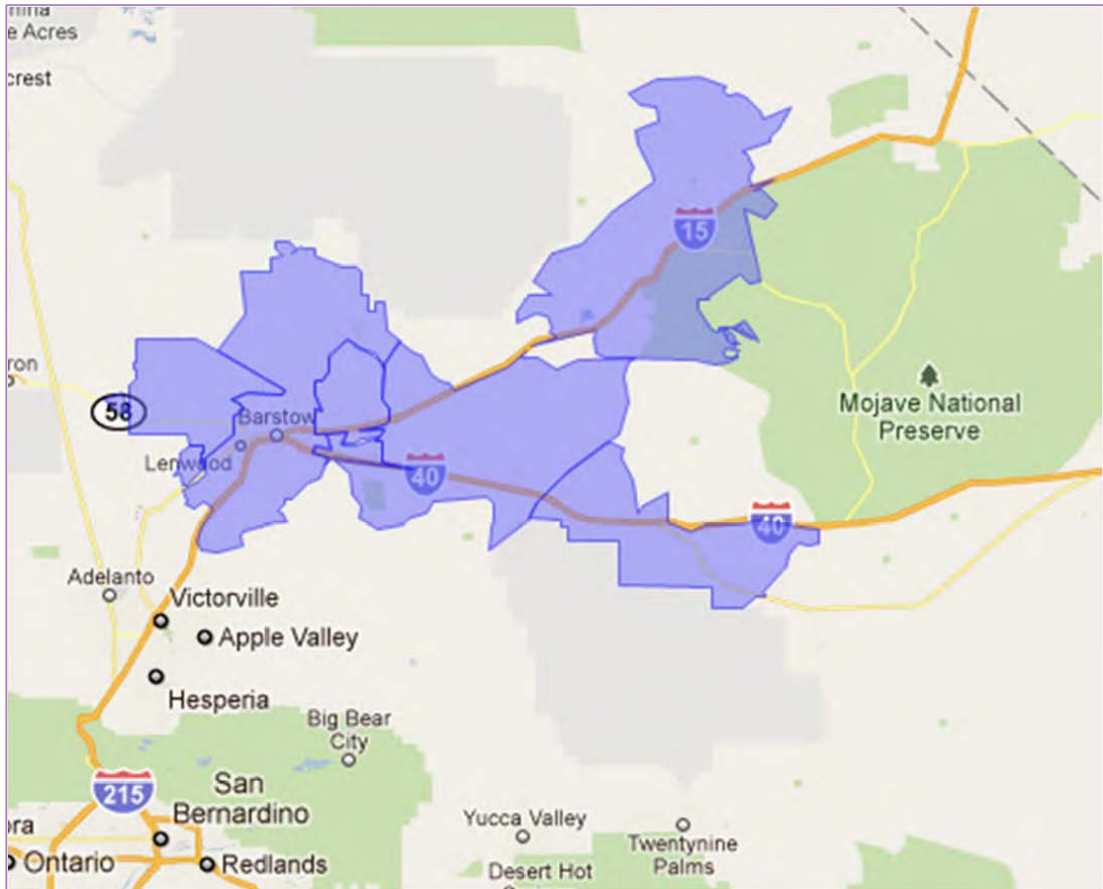 e Acres
crest
15
ron
58
Barstow
Lenwood
40
Mojave National
Preserve
40
Adelanto
Victorville
Apple Valley
Hesperia
Big Bear
City
215
San
Bernardino
ora
Ontario
Redlands
Yucca Valley
Twentynine
Palms
Desert Hot